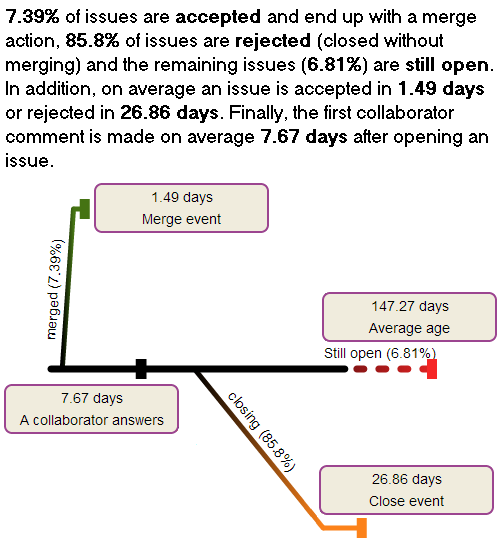 7.39% of issues are accepted and end up with a merge
action, 85.8% of issues are rejected (closed without
merging) and the remaining issues (6.81%) are still open.
In addition, on average an issue is accepted in 1.49 days
or rejected in 26.86 days. Finally, the first collaborator
comment is made on average 7.67 days after opening an
issue.
1.49 days
Merge event
merged (7.39%)
147.27 days
Average age
Still open (6.81%)
7.67 days
A collaborator answers
closing (85.8%)
26.86 days
Close event